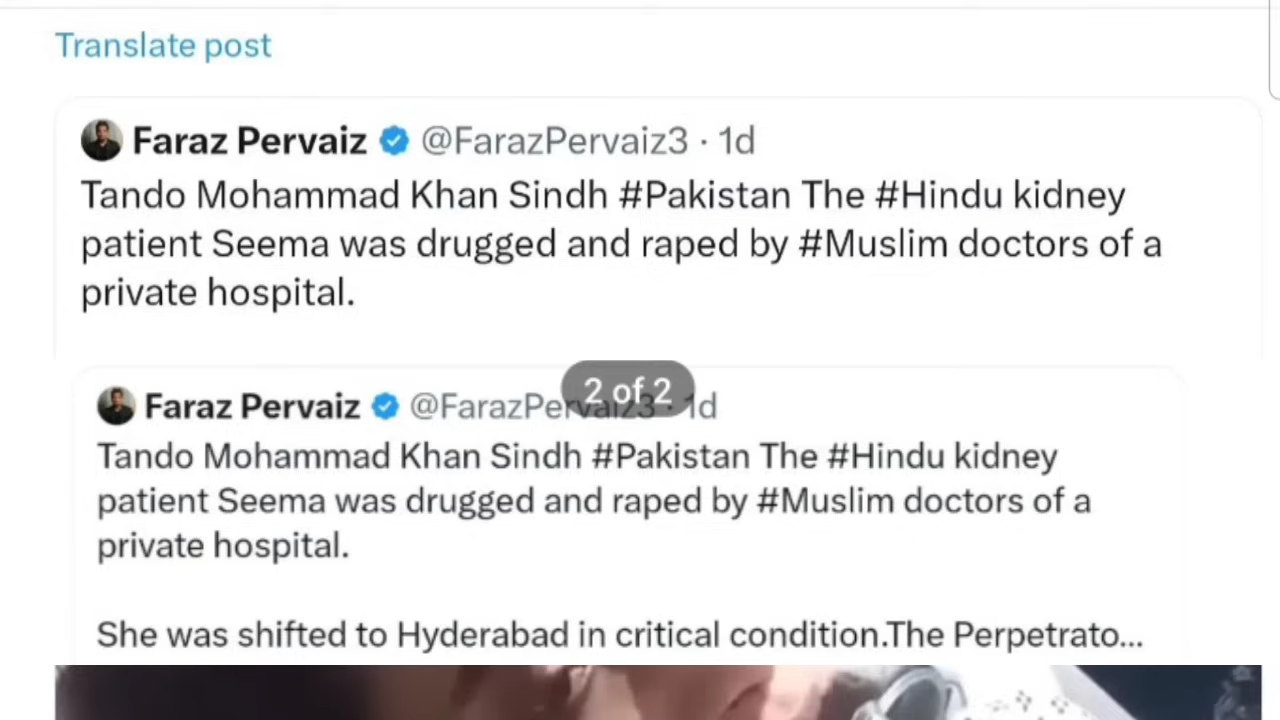 Translate post
Faraz Pervaiz @FarazPervaiz3 · 1d
Tando Mohammad Khan Sindh #Pakistan The #Hindu kidney
patient Seema was drugged and raped by #Muslim doctors of a
private hospital.
2 of 2
Faraz Pervaiz @FarazPervaiz3 · 1d
Tando Mohammad Khan Sindh #Pakistan The #Hindu kidney
patient Seema was drugged and raped by #Muslim doctors of a
private hospital.
She was shifted to Hyderabad in critical condition.The Perpetrato...